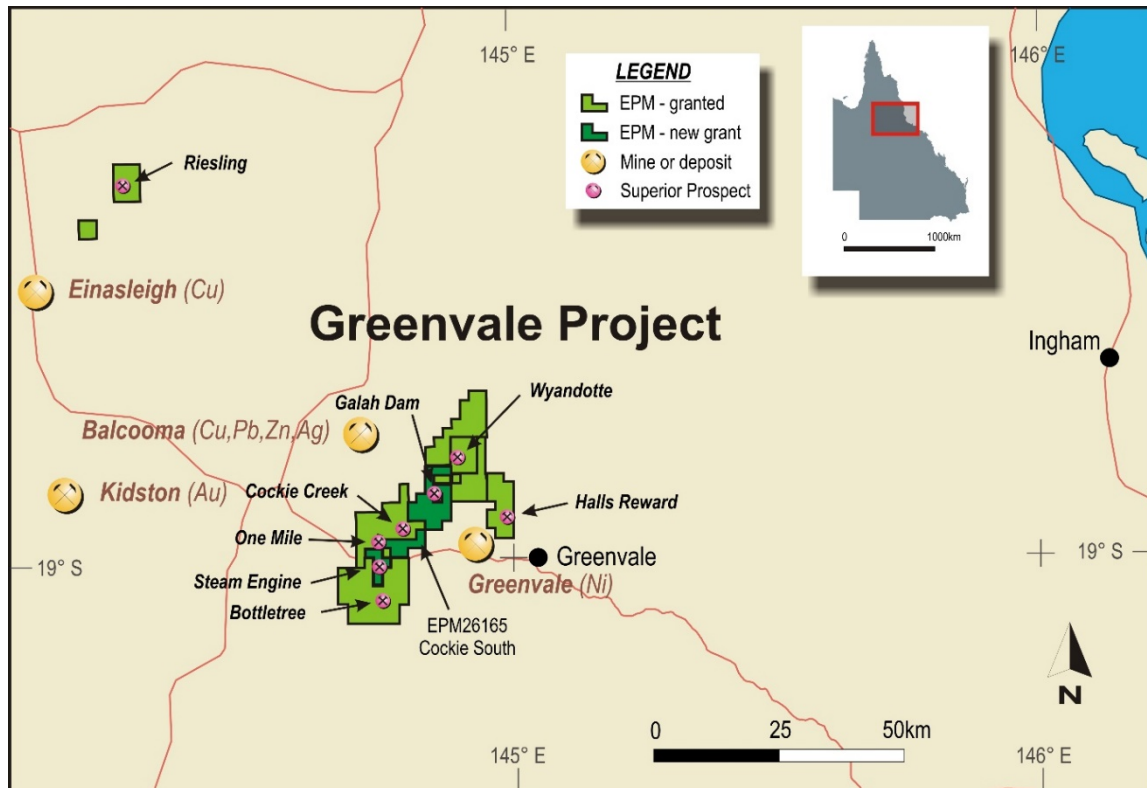 145° E
146° E
LEGEND
EPM - granted
EPM - new grant
Mine or deposit
Superior Prospect
0 1000km
Riesling
Einasleigh (Cu)
Greenvale Project
Ingham
Wyandotte
Galah Dam
Balcooma (Cu,Pb,Zn,Ag)
Kidston (Au)
Cockie Creek
Halls Reward
One Mile
Greenvale
19° S
19° S
Steam Engine
Greenvale (Ni)
Bottletree
EPM26165
Cockie South
N
0 25 50km
145° E
146° E